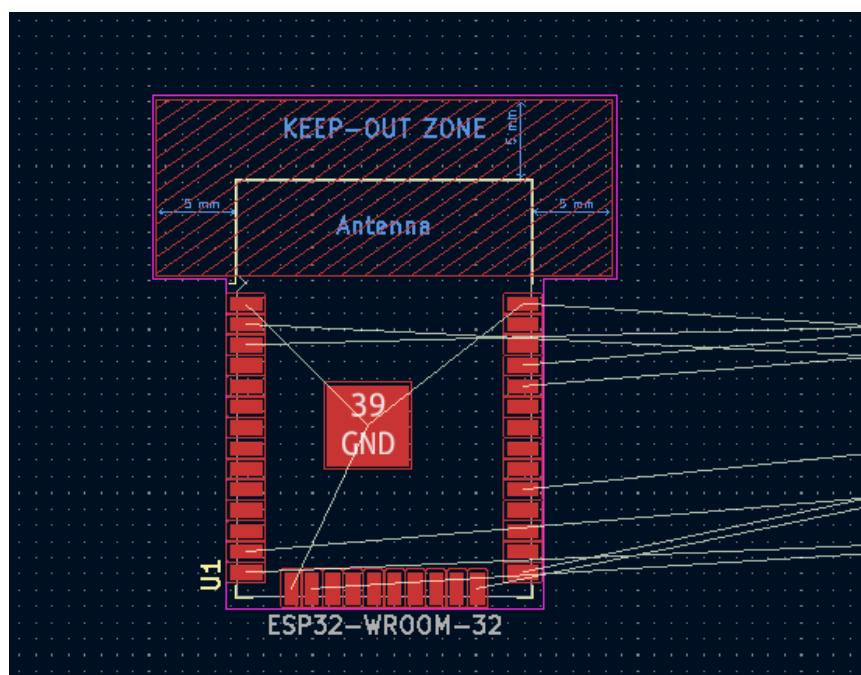 KEEP-OUT ZONE
5 mm
5 mm
5 mm
Antenna
39
GND
U1
ESP32-WROOM-32